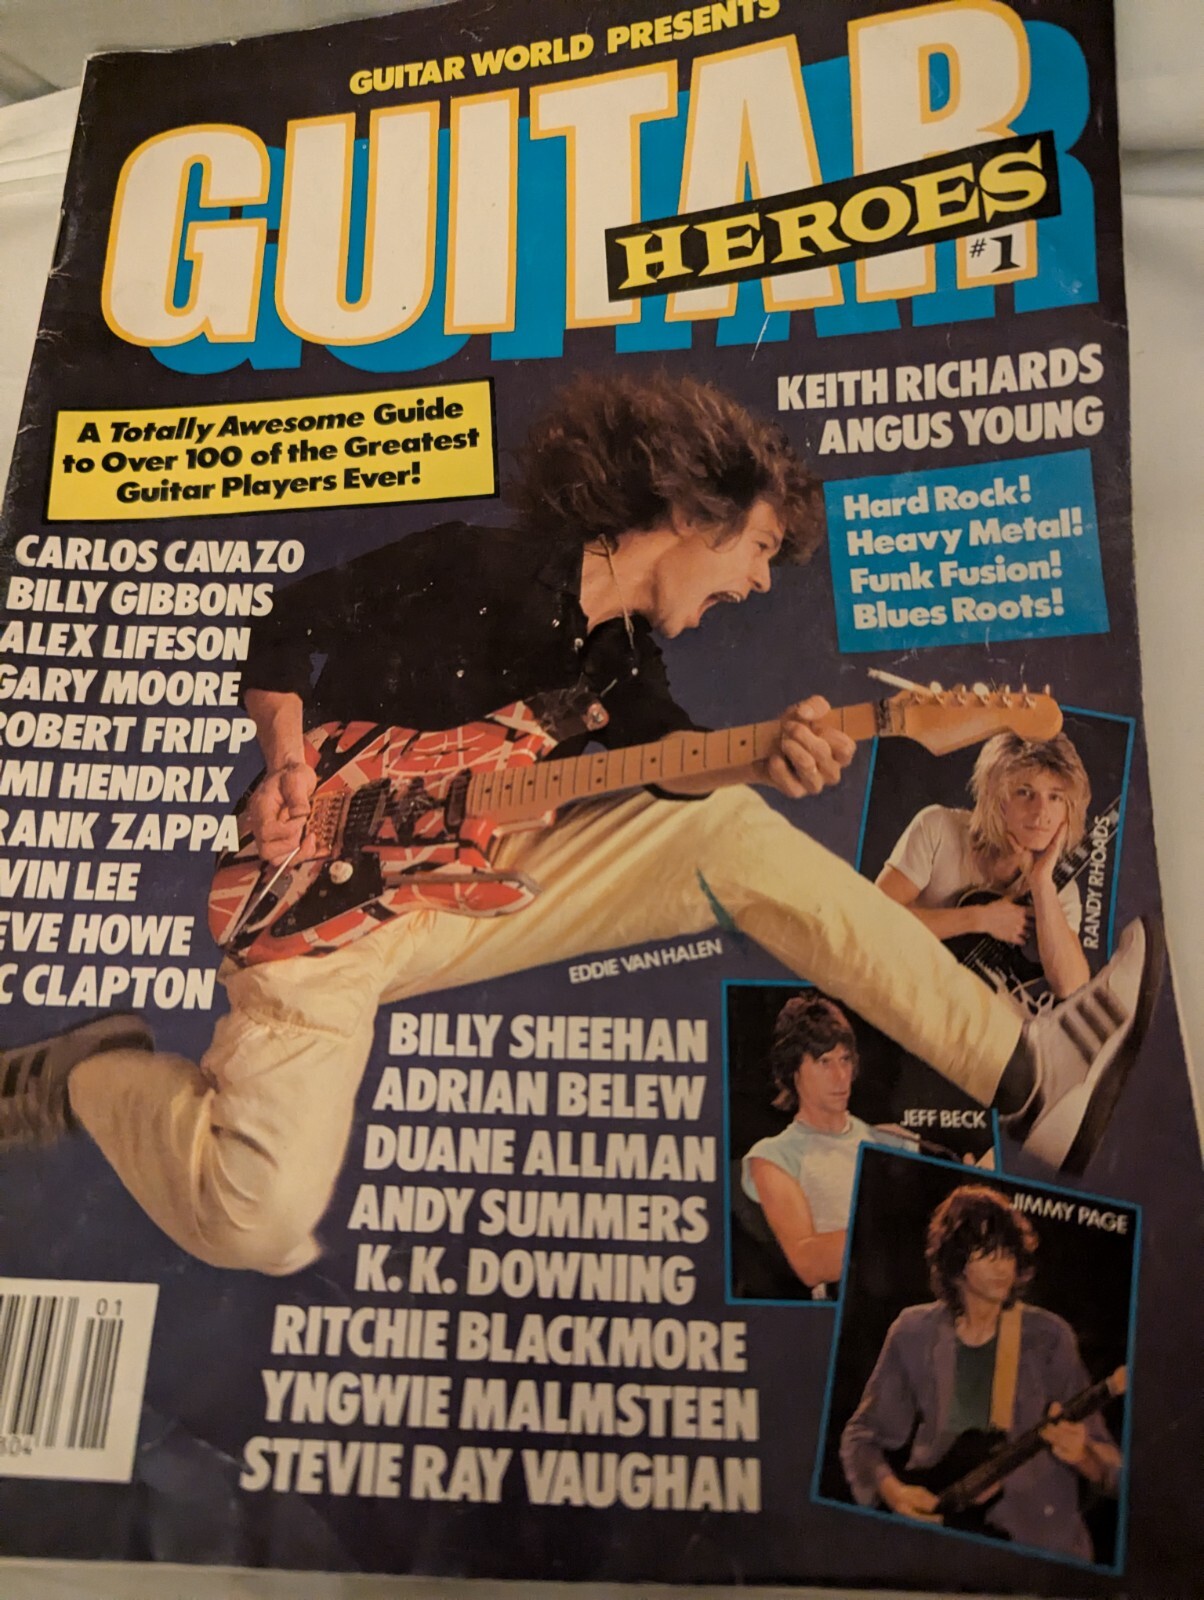 GUITAR WORLD PRESENTS
GUITAR
HEROES
#1
KEITH RICHARDS
ANGUS YOUNG
A Totally Awesome Guide
to Over 100 of the Greatest
Guitar Players Ever!
Hard Rock!
Heavy Metal!
Funk Fusion!
Blues Roots!
CARLOS CAVAZO
BILLY GIBBONS
ALEX LIFESON
GARY MOORE
ROBERT FRIPP
MI HENDRIX
RANK ZAPPA
VIN LEE
EVE HOWE
C CLAPTON
RANDY RHOADS
EDDIE VAN HALEN
BILLY SHEEHAN
ADRIAN BELEW
DUANE ALLMAN
ANDY SUMMERS
K.K. DOWNING
RITCHIE BLACKMORE
YNGWIE MALMSTEEN
STEVIE RAY VAUGHAN
JEFF BECK
JIMMY PAGE
01